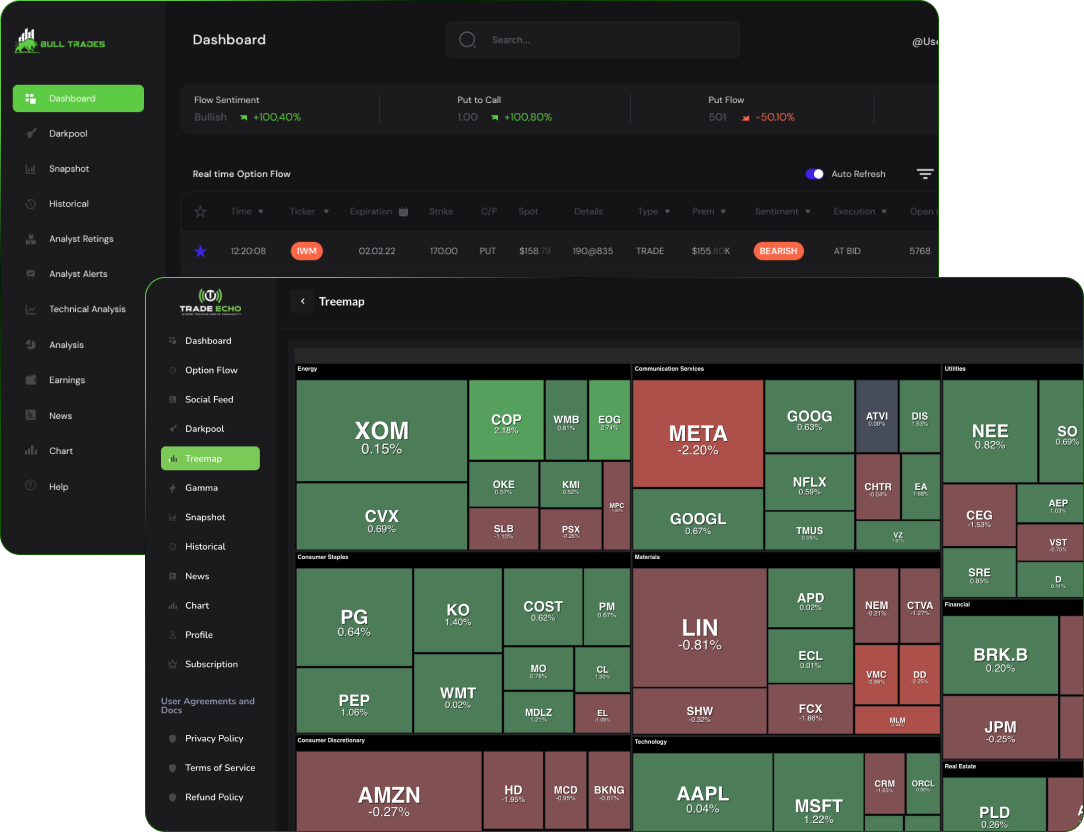 BULL TRADES
Dashboard
Search...
@Use
Dashboard
Darkpool
Snapshot
Historical
Analyst Retings
Analyst Alerts
Technical Analysis
Analysis
Earnings
News
Chart
Help
Flow Sentiment
Bullish +100,40%
Put to Call
1.00 +100,80%
Put Flow
501 -50,10%
Real time Option Flow
Auto Refresh
Time Ticker Expiration Strike C/P Spot Details Type Prem Sentiment Execution Open
12:20:08 IWM 02.02.22 170.00 PUT $158.79 190@835 TRADE $155.80K BEARISH AT BID 5768
TRADE ECHO
Treemap
Dashboard
Option Flow
Social Feed
Darkpool
Treemap
Gamma
Snapshot
Historical
News
Chart
Profile
Subscription
User Agreements and
Docs
Privacy Policy
Terms of Service
Refund Policy
Energy
XOM
0.15%
CVX
0.69%
COP
2.18%
WMB
0.81%
EOG
2.74%
OKE
0.57%
KMI
0.52%
MPC
SLB
-1.10%
PSX
-0.25%
Communication Services
META
-2.20%
GOOGL
0.67%
GOOG
0.63%
NFLX
0.59%
TMUS
0.05%
ATVI
0.00%
DIS
1.53%
CHTR
-0.04%
EA
1.88%
VZ
Utilities
NEE
0.82%
SO
0.69%
CEG
-1.53%
AEP
1.03%
VST
-0.70%
SRE
0.85%
D
0.11%
Consumer Staples
PG
0.64%
PEP
1.06%
KO
1.40%
WMT
0.02%
COST
0.62%
PM
0.67%
MO
0.76%
CL
1.30%
MDLZ
1.21%
EL
-1.09%
Materials
LIN
-0.81%
SHW
-0.32%
APD
0.02%
ECL
0.01%
FCX
-1.86%
NEM
-0.21%
CTVA
-1.27%
VMC
-2.88%
DD
-2.25%
MLM
Financial
BRK.B
0.20%
JPM
-0.25%
Consumer Discretionary
AMZN
-0.27%
HD
-1.95%
MCD
-0.95%
BKNG
-0.61%
Technology
AAPL
0.04%
MSFT
1.22%
CRM
-1.65%
ORCL
0.95%
Real Estate
PLD
0.26%